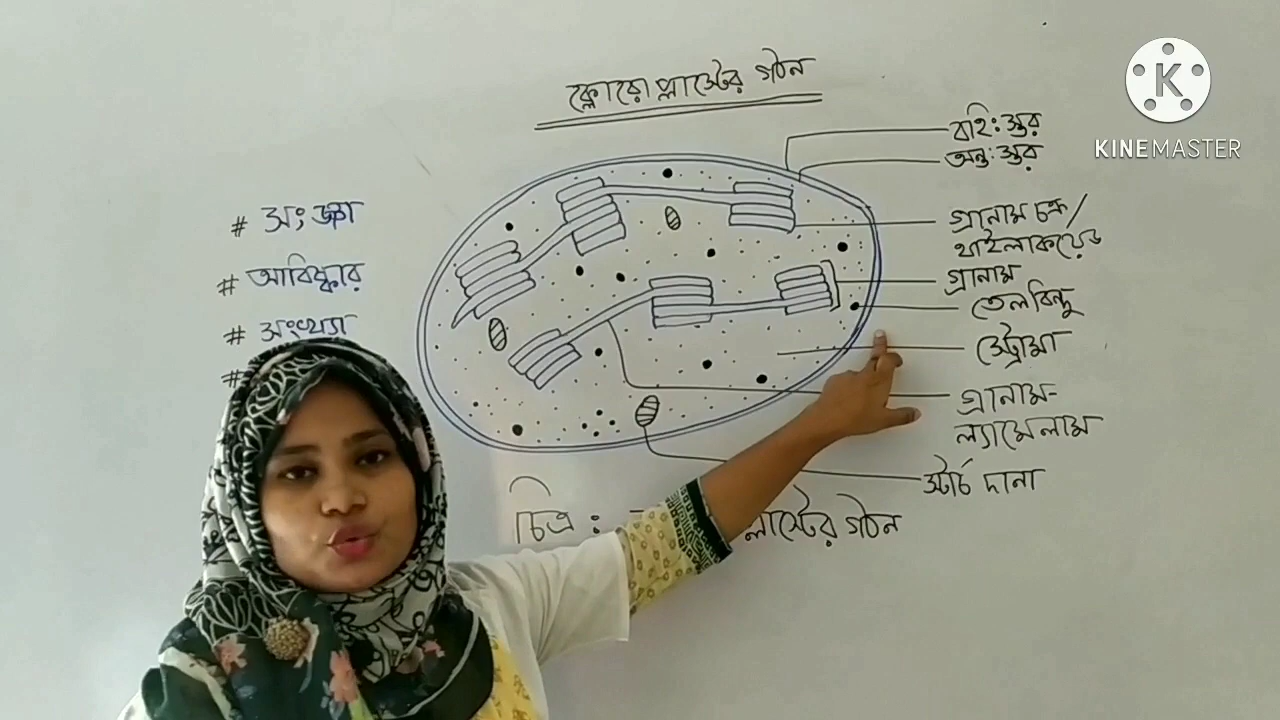 ক্লোরোপ্লাস্টের গঠন
KINEMASTER
বহি:স্তর
অন্ত:স্তর
# সংজ্ঞা
# আবিষ্কার
# সংখ্যা
#
গ্রানাম চক্র/
থাইলাকয়েড
গ্রানাম
তেলবিন্দু
স্ট্রোমা
গ্রানাম-
ল্যামেলাম
স্টার্চ দানা
চিত্র : লাস্টের গঠন